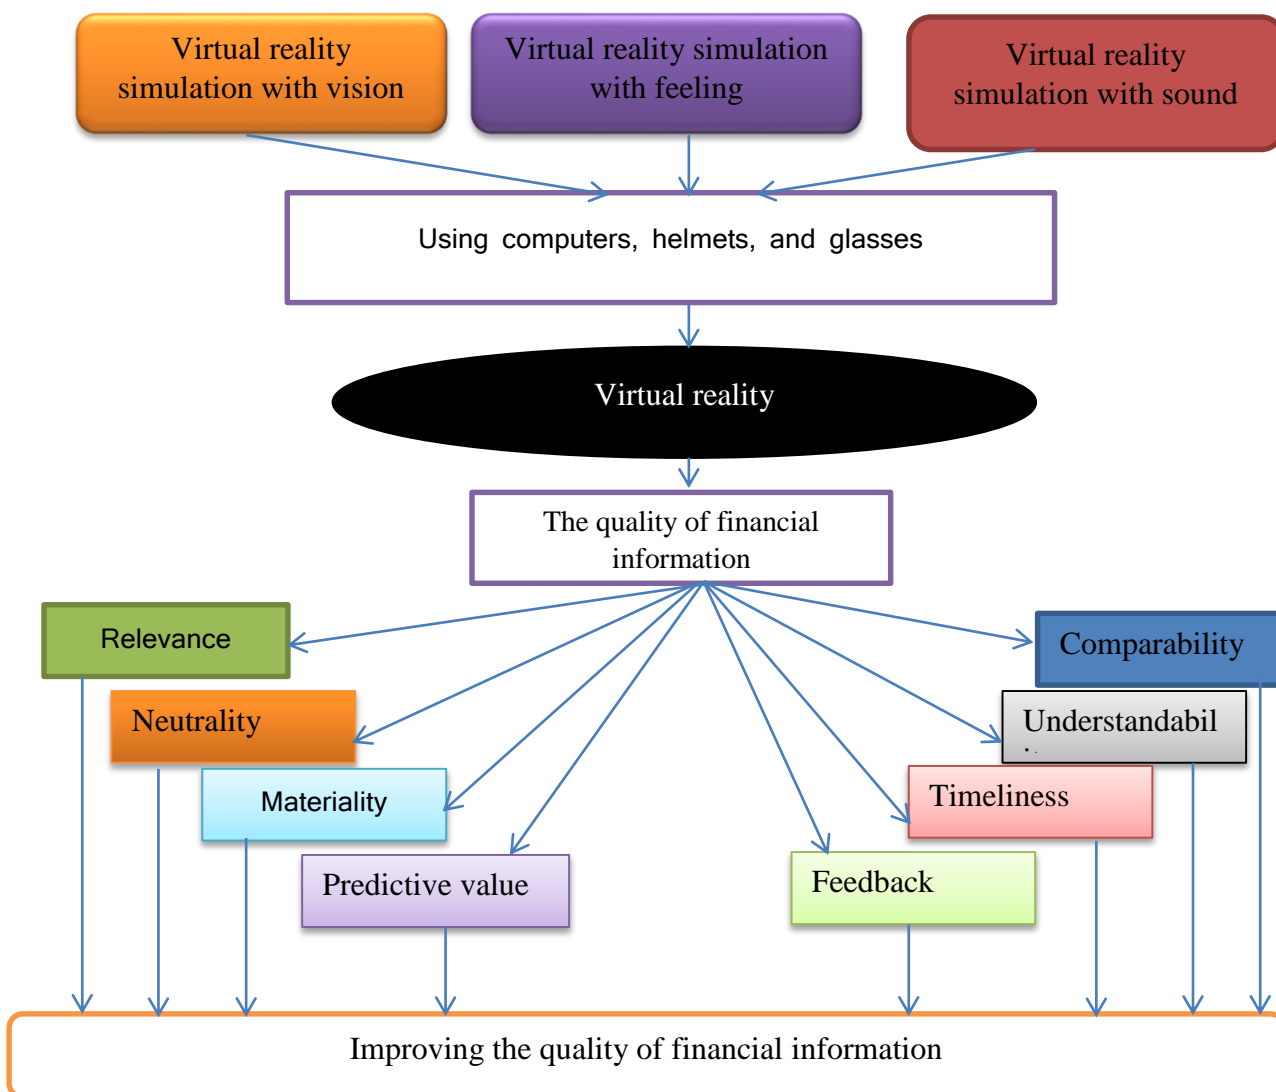 Virtual reality
simulation with vision
Virtual reality simulation
with feeling
Virtual reality
simulation with sound
Using computers, helmets, and glasses
Virtual reality
The quality of financial
information
Relevance
Comparability
Neutrality
Understandabil
Materiality
Timeliness
Predictive value
Feedback
Improving the quality of financial information